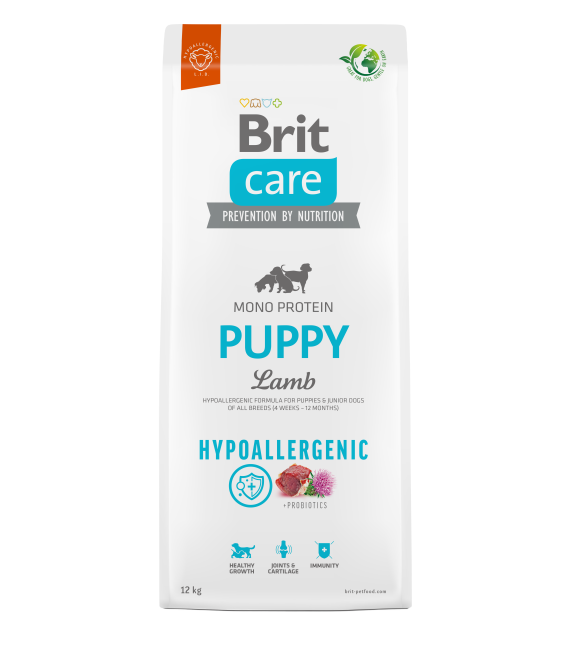 HYPOALLERGENIC
Brit
care
PREVENTION BY NUTRITION
MONO PROTEIN
PUPPY
Lamb
HYPOALLERGENIC FORMULA FOR PUPPIES & JUNIOR DOGS
OF ALL BREEDS (4 WEEKS – 12 MONTHS)
HYPOALLERGENIC
+PROBIOTICS
HEALTHY
GROWTH
JOINTS &
CARTILAGE
IMMUNITY
12 kg
brit-petfood.com